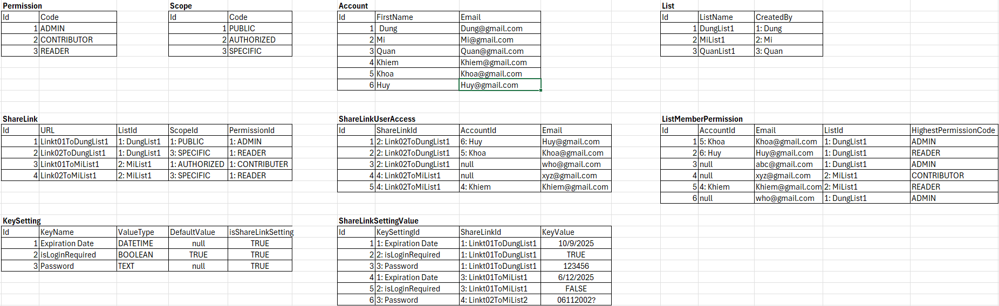 Permission Scope Account List
Id Code Id Code Id FirstName Email Id ListName CreatedBy
1 ADMIN 1 PUBLIC 1 Dung Dung@gmail.com 1 DungList1 1: Dung
2 CONTRIBUTOR 2 AUTHORIZED 2 Mi Mi@gmail.com 2 MiList1 2: Mi
3 READER 3 SPECIFIC 3 Quan Quan@gmail.com 3 QuanList1 3: Quan
4 Khiem Khiem@gmail.com
5 Khoa Khoa@gmail.com
6 Huy Huy@gmail.com
ShareLink ShareLinkUserAccess ListMemberPermission
Id URL ListId ScopeId PermissionId Id ShareLinkId AccountId Email Id AccountId Email ListId HighestPermissionCode
1 Linkt01ToDungList1 1: DungList1 1: PUBLIC 1: ADMIN 1 2: Link02ToDungList1 6: Huy Huy@gmail.com 1 5: Khoa Khoa@gmail.com 1: DungList1 ADMIN
2 Link02ToDungList1 1: DungList1 3: SPECIFIC 1: READER 2 2: Link02ToDungList1 5: Khoa Khoa@gmail.com 2 6: Huy Huy@gmail.com 1: DungList1 READER
3 Linkt01ToMiList1 2: MiList1 1: AUTHORIZED 1: CONTRIBUTER 3 2: Link02ToDungList1 null who@gmail.com 3 null abc@gmail.com 1: DungList1 ADMIN
4 Link02ToMiList1 2: MiList1 3: SPECIFIC 1: READER 4 4: Link02ToMiList1 null xyz@gmail.com 4 null xyz@gmail.com 2: MiList1 CONTRIBUTOR
5 4: Link02ToMiList1 4: Khiem Khiem@gmail.com 5 4: Khiem Khiem@gmail.com 2: MiList1 READER
6 null who@gmail.com 1: DungList1 ADMIN
KeySetting ShareLinkSettingValue
Id KeyName ValueType DefaultValue isShareLinkSetting Id KeySettingId ShareLinkId KeyValue
1 Expiration Date DATETIME null TRUE 1 1: Expiration Date 1: Linkt01ToDungList1 10/9/2025
2 isLoginRequired BOOLEAN TRUE TRUE 2 2: isLoginRequired 1: Linkt01ToDungList1 TRUE
3 Password TEXT null TRUE 3 3: Password 1: Linkt01ToDungList1 123456
4 1: Expiration Date 3: Linkt01ToMiList1 6/12/2025
5 2: isLoginRequired 3: Linkt01ToMiList1 FALSE
6 3: Password 4: Linkt02ToMiList2 06112002?